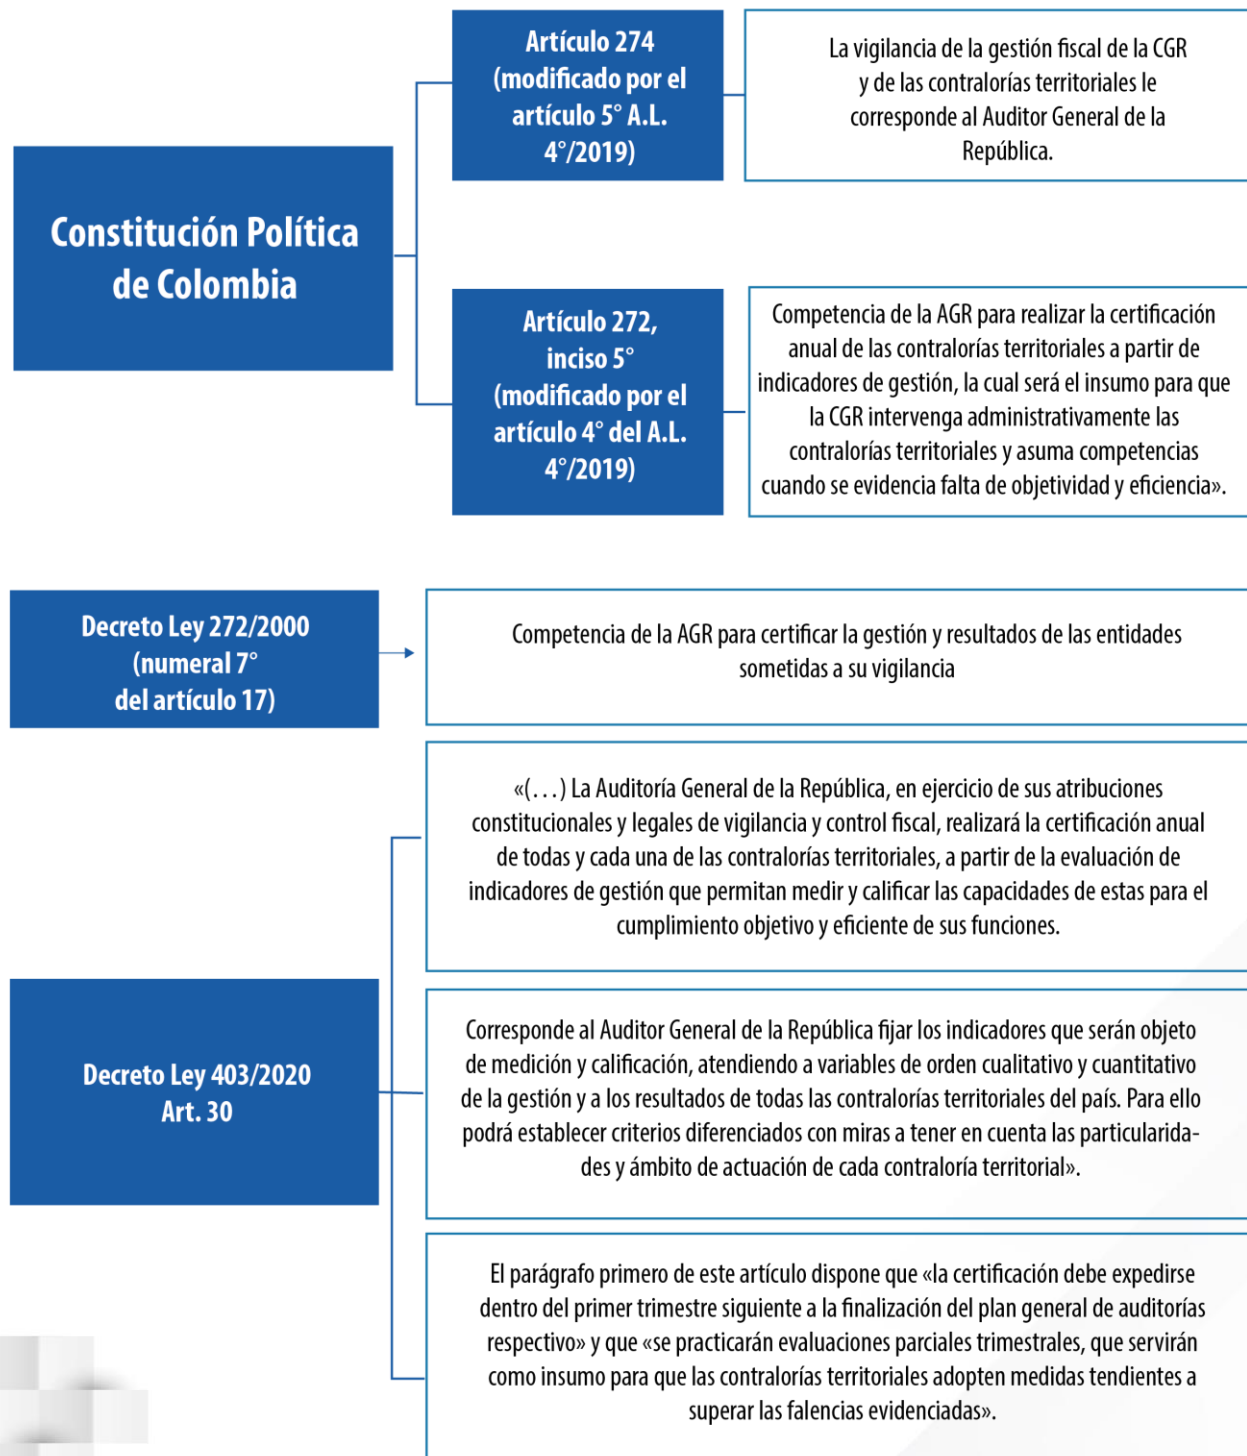 Constitución Política
de Colombia
Artículo 274
(modificado por el
artículo 5° A.L.
4°/2019)
La vigilancia de la gestión fiscal de la CGR
y de las contralorías territoriales le
corresponde al Auditor General de la
República.
Artículo 272,
inciso 5°
(modificado por el
artículo 4° del A.L.
4°/2019)
Competencia de la AGR para realizar la certificación
anual de las contralorías territoriales a partir de
indicadores de gestión, la cual será el insumo para que
la CGR intervenga administrativamente las
contralorías territoriales y asuma competencias
cuando se evidencia falta de objetividad y eficiencia».
Decreto Ley 272/2000
(numeral 7°
del artículo 17)
Competencia de la AGR para certificar la gestión y resultados de las entidades
sometidas a su vigilancia
Decreto Ley 403/2020
Art. 30
«(…) La Auditoría General de la República, en ejercicio de sus atribuciones
constitucionales y legales de vigilancia y control fiscal, realizará la certificación anual
de todas y cada una de las contralorías territoriales, a partir de la evaluación de
indicadores de gestión que permitan medir y calificar las capacidades de estas para el
cumplimiento objetivo y eficiente de sus funciones.
Corresponde al Auditor General de la República fijar los indicadores que serán objeto
de medición y calificación, atendiendo a variables de orden cualitativo y cuantitativo
de la gestión y a los resultados de todas las contralorías territoriales del país. Para ello
podrá establecer criterios diferenciados con miras a tener en cuenta las particularida-
des y ámbito de actuación de cada contraloría territorial».
El parágrafo primero de este artículo dispone que «la certificación debe expedirse
dentro del primer trimestre siguiente a la finalización del plan general de auditorías
respectivo» y que «se practicarán evaluaciones parciales trimestrales, que servirán
como insumo para que las contralorías territoriales adopten medidas tendientes a
superar las falencias evidenciadas».